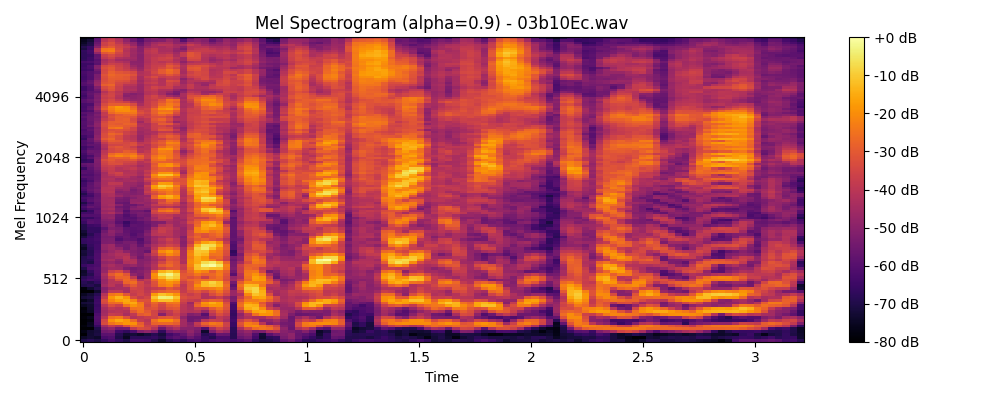 Mel Spectrogram (alpha=0.9) - 03b10Ec.wav
Mel Frequency
4096
2048
1024
512
0
0 0.5 1 1.5 2 2.5 3
Time
+0 dB
-10 dB
-20 dB
-30 dB
-40 dB
-50 dB
-60 dB
-70 dB
-80 dB